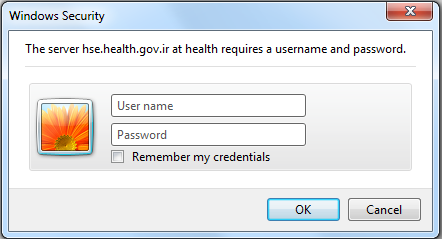 Windows Security
The server hse.health.gov.ir at health requires a username and password.
User name
Password
Remember my credentials
OK
Cancel